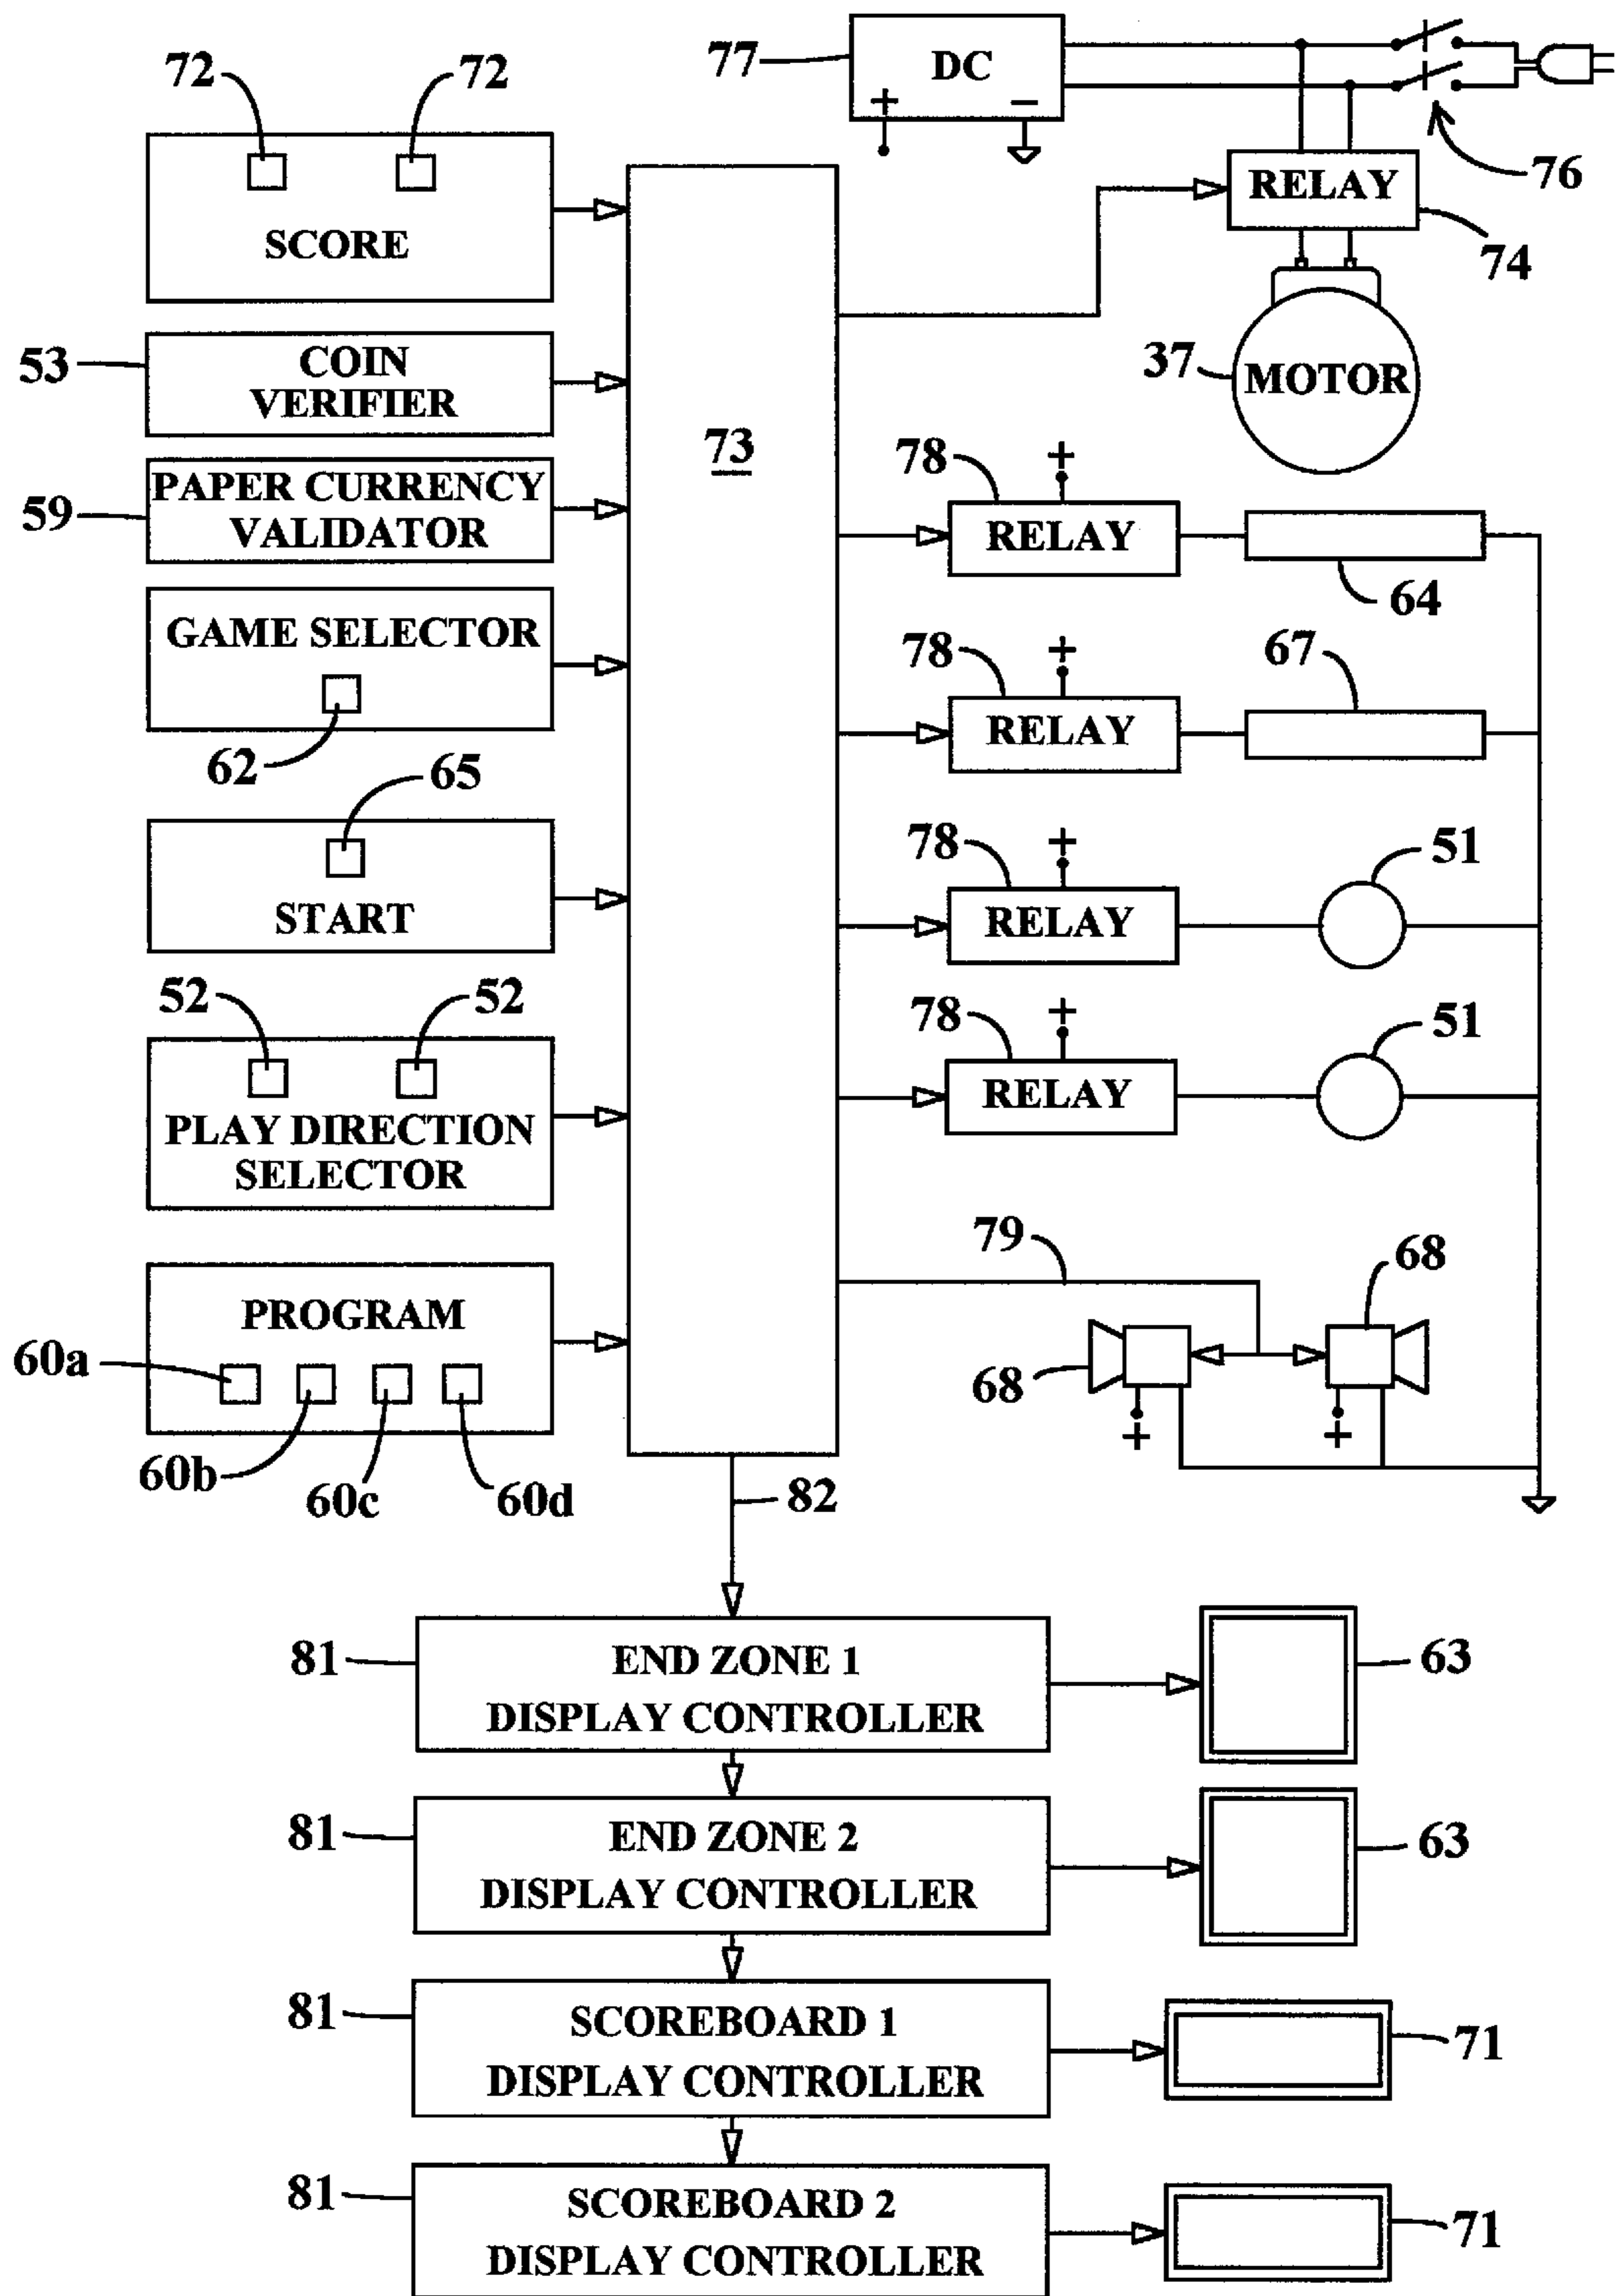 77
DC
+
−
76
72
72
SCORE
RELAY
74
53
COIN
VERIFIER
37
MOTOR
73
59
PAPER CURRENCY
VALIDATOR
78
+
RELAY
64
GAME SELECTOR
62
78
+
RELAY
67
65
START
78
+
RELAY
51
52
52
PLAY DIRECTION
SELECTOR
78
+
RELAY
51
PROGRAM
60a
60b
60c
60d
79
68
68
+
+
82
81
END ZONE 1
DISPLAY CONTROLLER
63
81
END ZONE 2
DISPLAY CONTROLLER
63
81
SCOREBOARD 1
DISPLAY CONTROLLER
71
81
SCOREBOARD 2
DISPLAY CONTROLLER
71